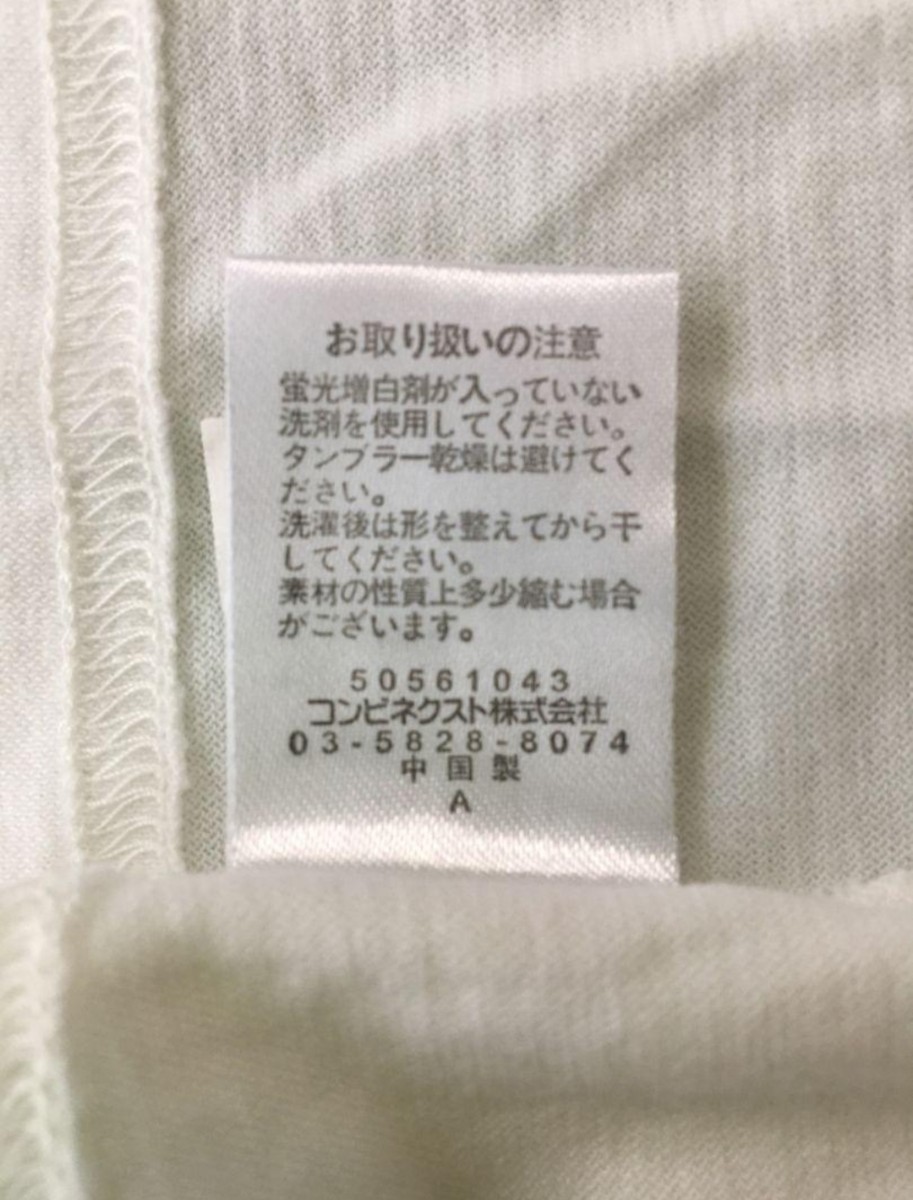 お取り扱いの注意
蛍光増白剤が入っていない
洗剤を使用してください。
タンブラー乾燥は避けてく
ださい。
洗濯後は形を整えてから干
してください。
素材の性質上多少縮む場合
がございます。
50561043
コンビネクスト株式会社
03-5828-8074
中国製
A